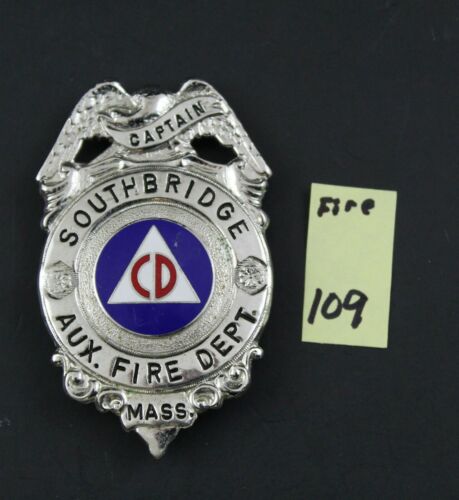 CAPTAIN
SOUTHBRIDGE
CD
AUX. FIRE DEPT.
MASS.
Fire
109